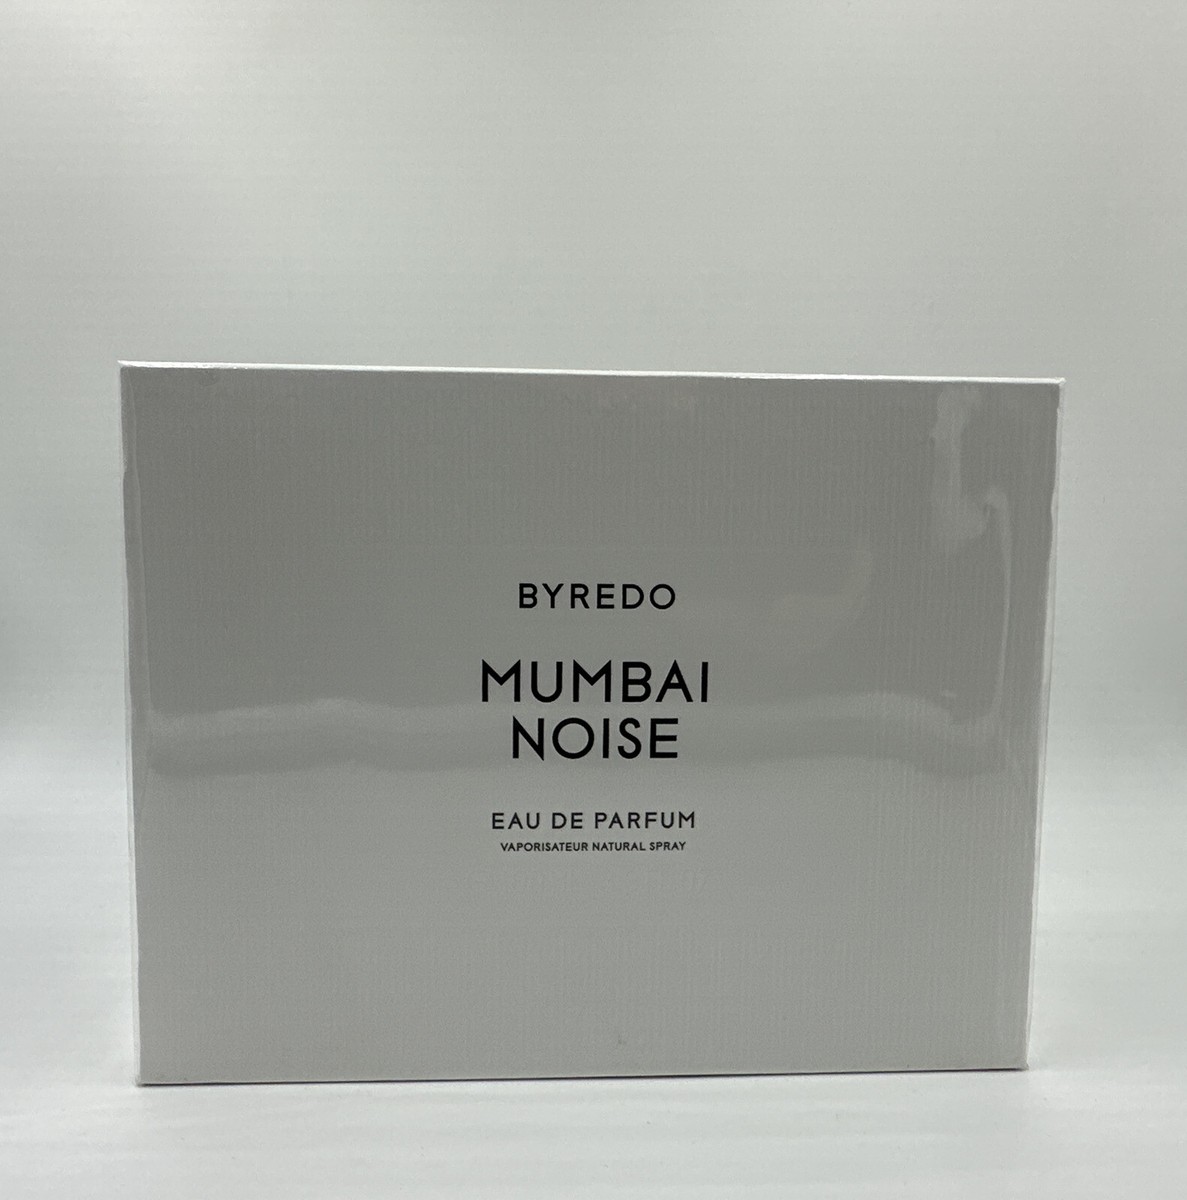 BYREDO
MUMBAI
NOISE
EAU DE PARFUM
VAPORISATEUR NATURAL SPRAY